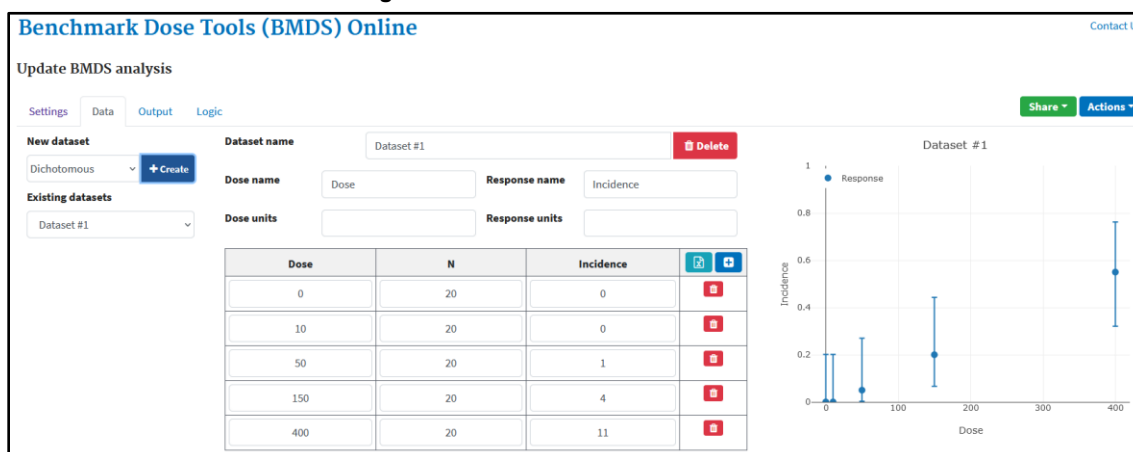 Benchmark Dose Tools (BMDS) Online
Contact U
Update BMDS analysis
Settings Data Output Logic
Share Actions
New dataset
Dichotomous + Create
Existing datasets
Dataset #1
Dataset name Dataset #1 Delete
Dose name Dose Response name Incidence
Dose units Response units
Dose N Incidence
0 20 0
10 20 0
50 20 1
150 20 4
400 20 11
Dataset #1
Response
1
0.8
0.6
0.4
0.2
0
Incidence
0 100 200 300 400
Dose